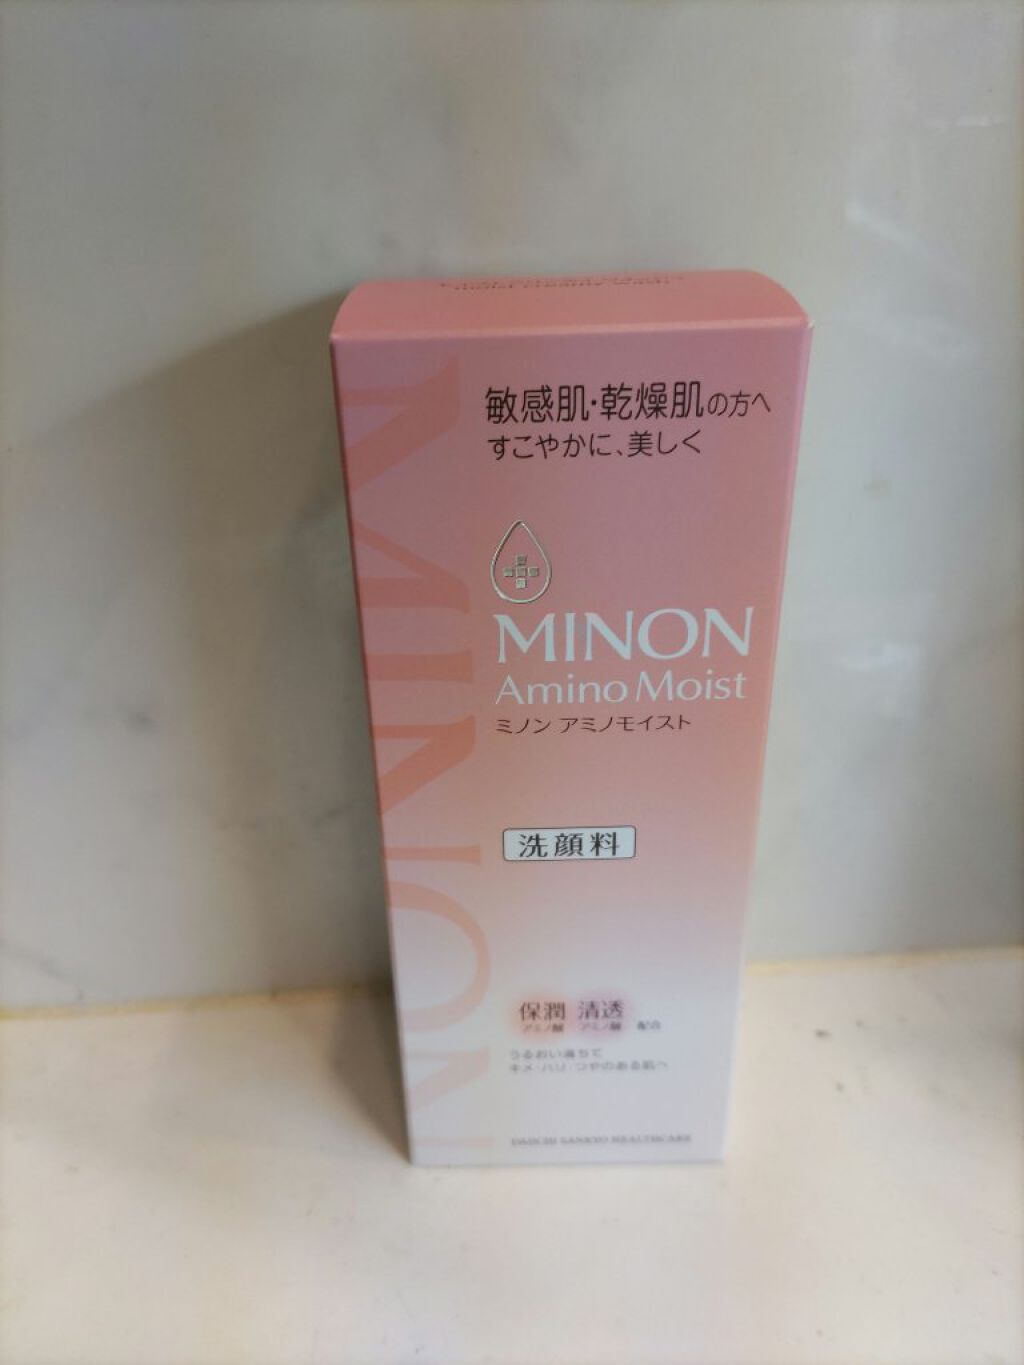 敏感肌・乾燥肌の方へ
すこやかに、美しく
MINON
Amino Moist
ミノン アミノモイスト
洗顔料
保潤 清透
アミノ酸 アミノ酸 配合
うるおい満ちて
キメ・ハリ・つやのある肌へ
DAIICHI SANKYO HEALTHCARE
MINON